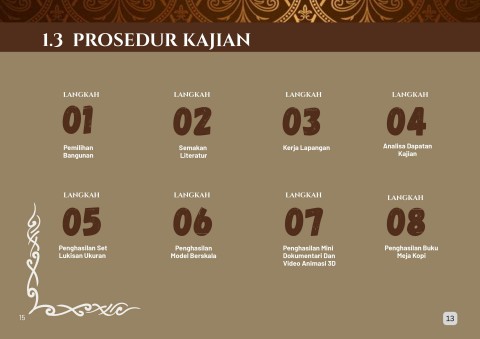 1.3 PROSEDUR KAJIAN
LANGKAH
01
Pemilihan
Bangunan
LANGKAH
02
Semakan
Literatur
LANGKAH
03
Kerja Lapangan
LANGKAH
04
Analisa Dapatan
Kajian
LANGKAH
05
Penghasilan Set
Lukisan Ukuran
LANGKAH
06
Penghasilan
Model Berskala
LANGKAH
07
Penghasilan Mini
Dokumentari Dan
Video Animasi 3D
LANGKAH
08
Penghasilan Buku
Meja Kopi
15
13